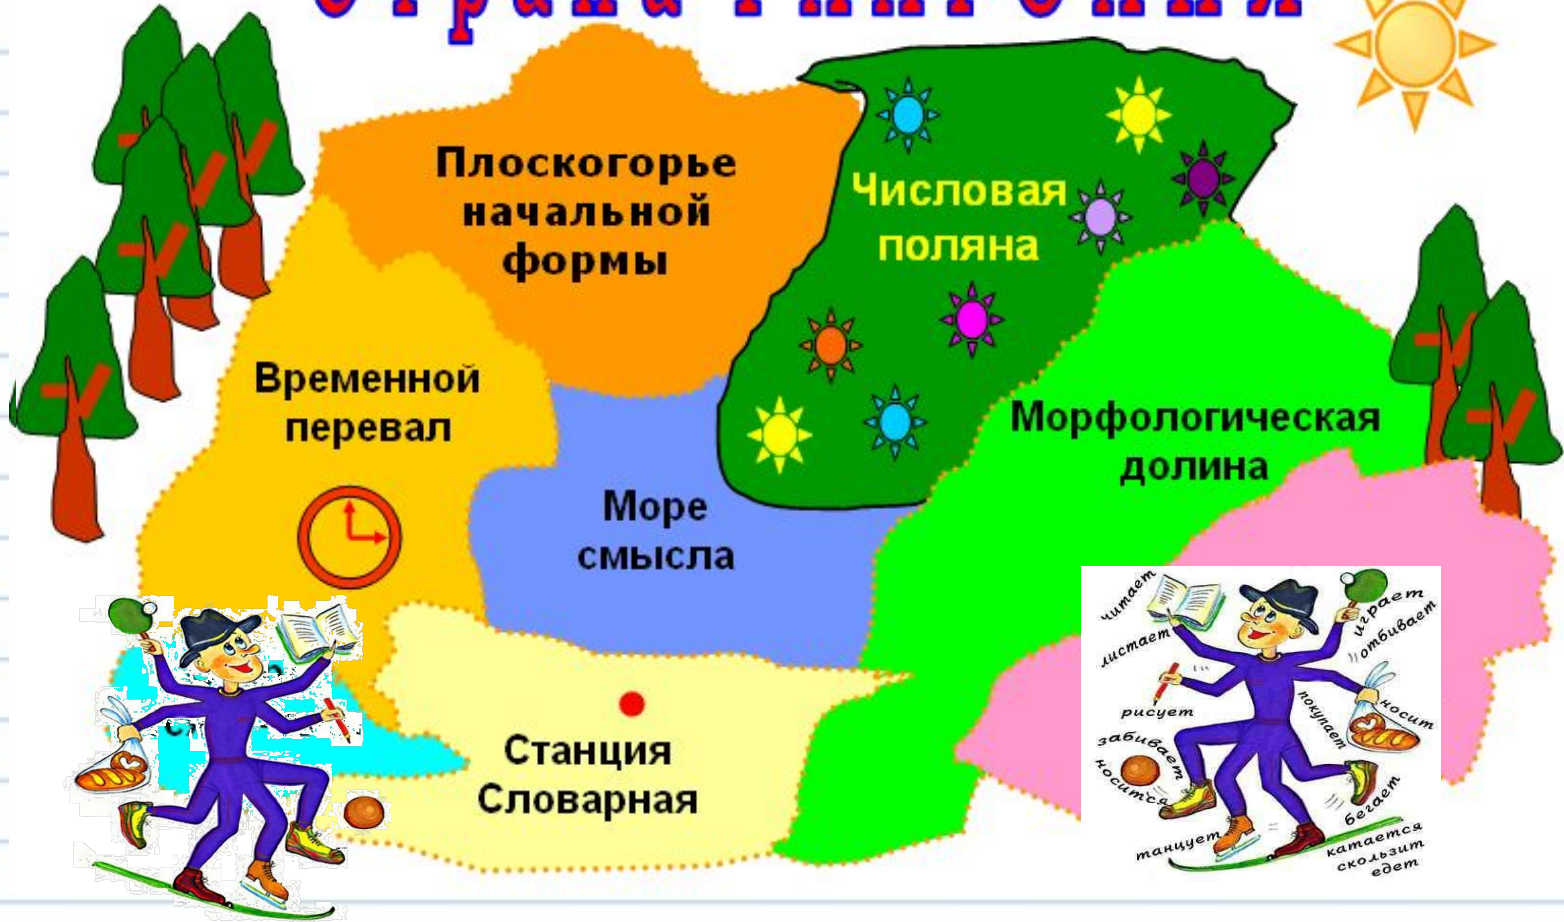 Страна
Плоскогорье
начальной
формы
Числовая
поляна
Временной
перевал
Морфологическая
долина
Море
смысла
Станция
Словарная
читает
листает
рисует
забивает
носится
танцует
играет
отбивает
покупает
носит
бегает
катается
скользит
едет